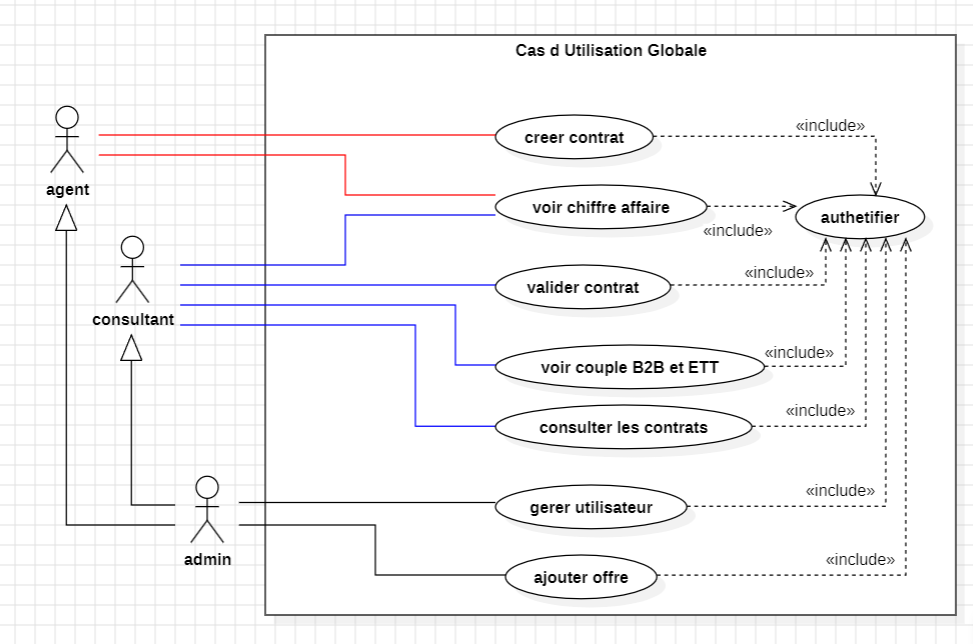 Cas d Utilisation Globale
agent
consultant
admin
creer contrat
«include»
voir chiffre affaire
«include»
authetifier
valider contrat
«include»
voir couple B2B et ETT
«include»
consulter les contrats
«include»
gerer utilisateur
«include»
ajouter offre
«include»